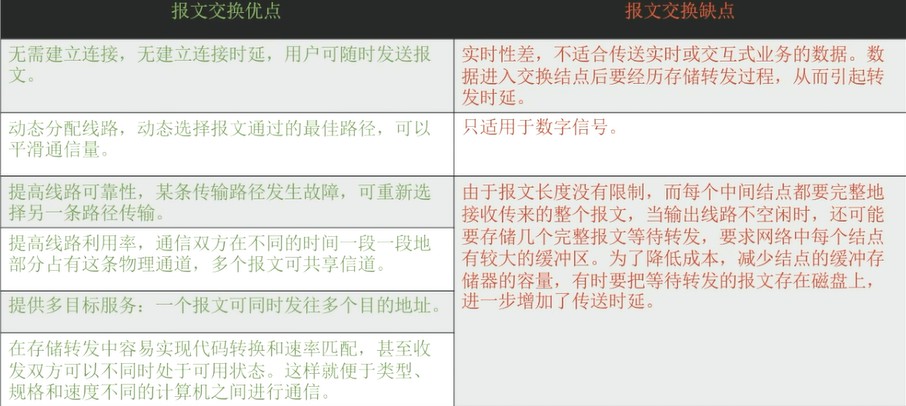 报文交换优点
报文交换缺点
无需建立连接，无建立连接时延，用户可随时发送报
文。
实时性差，不适合传送实时或交互式业务的数据。数
据进入交换结点后要经历存储转发过程，从而引起转
发时延。
动态分配线路，动态选择报文通过的最佳路径，可以
平滑通信量。
只适用于数字信号。
提高线路可靠性，某条传输路径发生故障，可重新选
择另一条路径传输。
提高线路利用率，通信双方在不同的时间一段一段地
部分占有这条物理通道，多个报文可共享信道。
提供多目标服务：一个报文可同时发往多个目的地址。
在存储转发中容易实现代码转换和速率匹配，甚至收
发双方可以不同时处于可用状态。这样就便于类型、
规格和速度不同的计算机之间进行通信。
由于报文长度没有限制，而每个中间结点都要完整地
接收传来的整个报文，当输出线路不空闲时，还可能
要存储几个完整报文等待转发，要求网络中每个结点
有较大的缓冲区。为了降低成本，减少结点的缓冲存
储器的容量，有时要把等待转发的报文存在磁盘上，
进一步增加了传送时延。